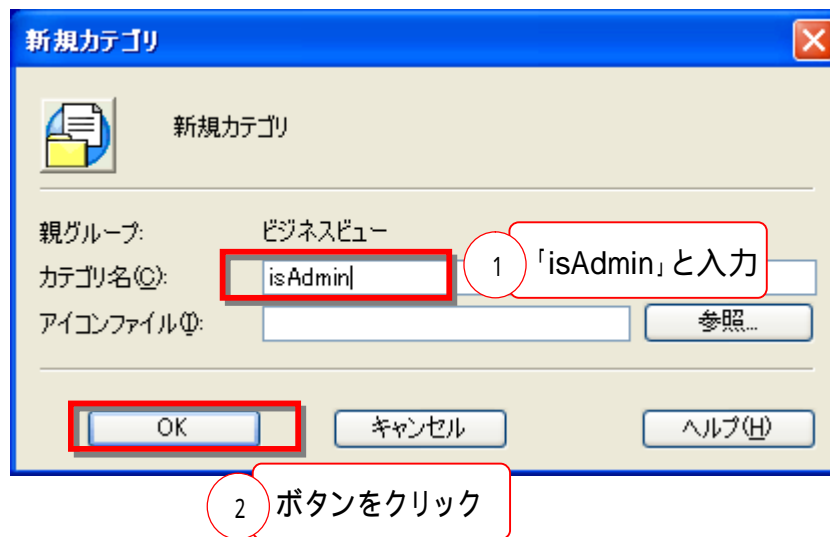 新規カテゴリ
新規カテゴリ
親グループ: ビジネスビュー
カテゴリ名(C): isAdmin
1 「isAdmin」と入力
アイコンファイル(I): 参照...
OK キャンセル ヘルプ(H)
2 ボタンをクリック